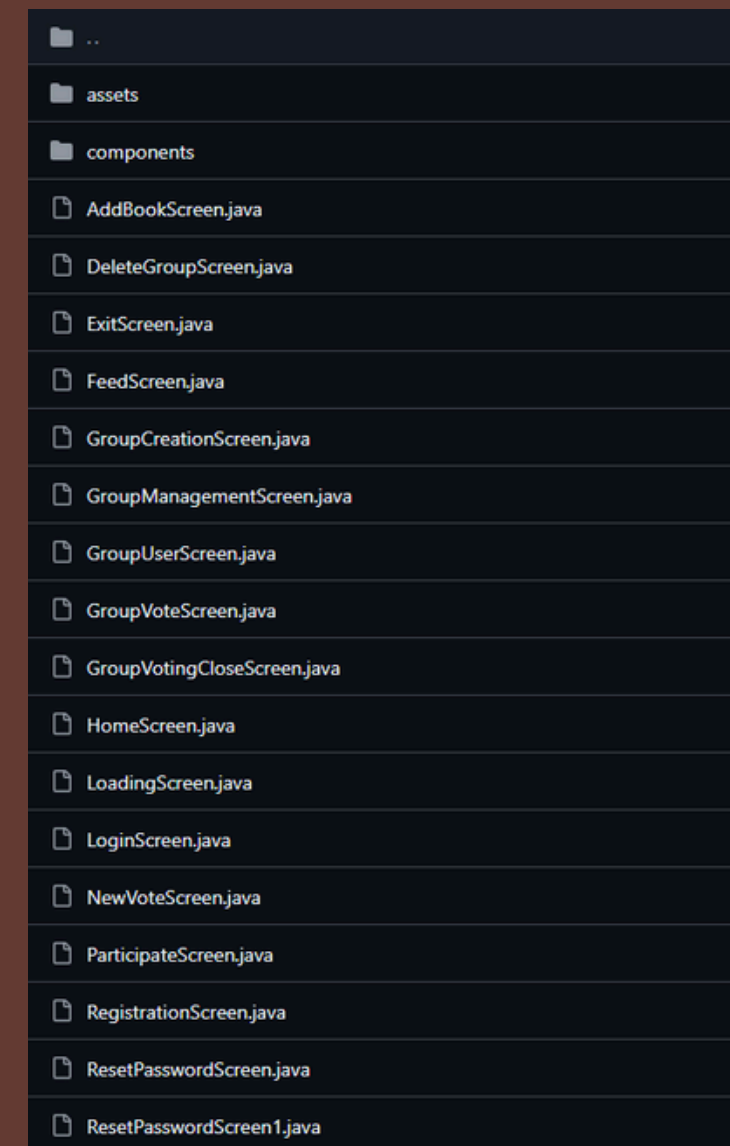 ..
assets
components
AddBookScreen.java
DeleteGroupScreen.java
ExitScreen.java
FeedScreen.java
GroupCreationScreen.java
GroupManagementScreen.java
GroupUserScreen.java
GroupVoteScreen.java
GroupVotingCloseScreen.java
HomeScreen.java
LoadingScreen.java
LoginScreen.java
NewVoteScreen.java
ParticipateScreen.java
RegistrationScreen.java
ResetPasswordScreen.java
ResetPasswordScreen1.java